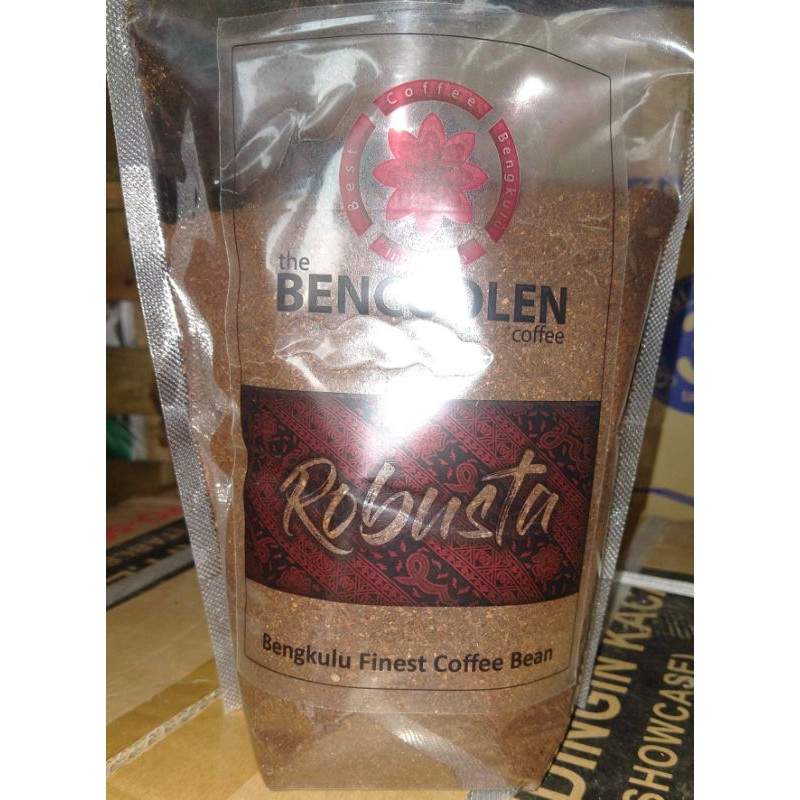 Coffee
Best
Bengkulu
the
BENCOOLEN
coffee
Robusta
Bengkulu Finest Coffee Bean
DINGIN KACA
SHOWCASE